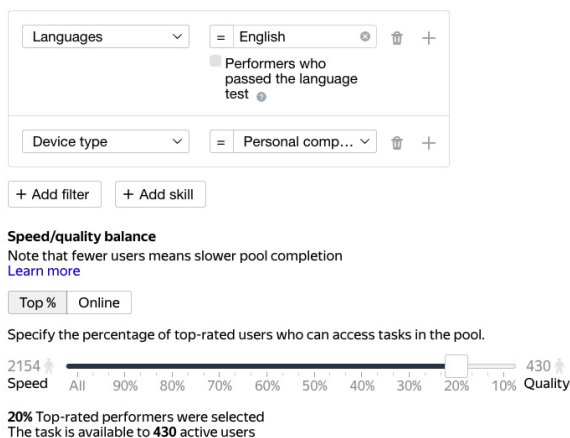 Languages = English
Performers who
passed the language
test ?
Device type = Personal comp...
+ Add filter + Add skill
Speed/quality balance
Note that fewer users means slower pool completion
Learn more
Top % Online
Specify the percentage of top-rated users who can access tasks in the pool.
2154 430
Speed All 90% 80% 70% 60% 50% 40% 30% 20% 10% Quality
20% Top-rated performers were selected
The task is available to 430 active users